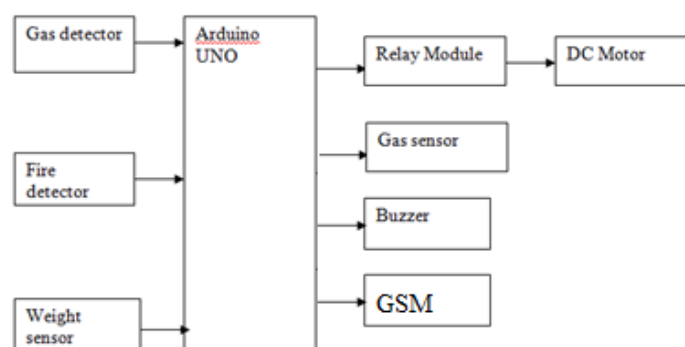 Gas detector
Arduino
UNO
Relay Module
DC Motor
Gas sensor
Fire
detector
Buzzer
GSM
Weight
sensor